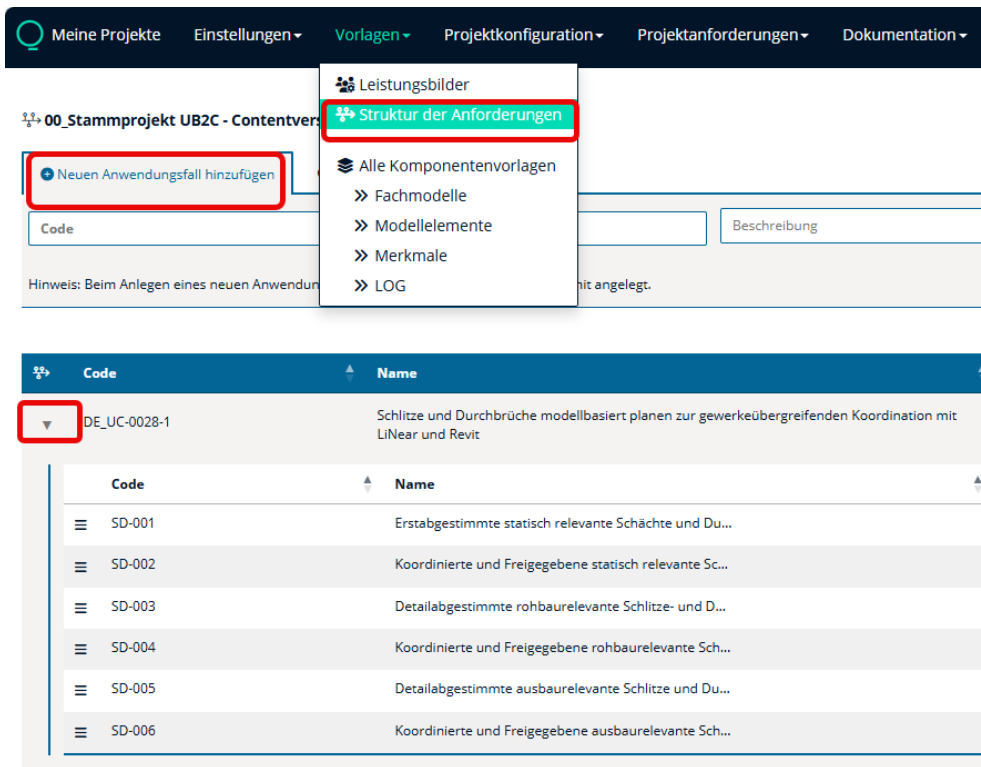 Meine Projekte Einstellungen Vorlagen Projektkonfiguration Projektanforderungen Dokumentation
Leistungsbilder
Struktur der Anforderungen
Alle Komponentenvorlagen
Fachmodelle
Modellelemente
Merkmale
LOG
00_Stammprojekt UB2C - Contentvers
Neuen Anwendungsfall hinzufügen
Code Beschreibung
Hinweis: Beim Anlegen eines neuen Anwendun it angelegt.
Code Name
DE_UC-0028-1 Schlitze und Durchbrüche modellbasiert planen zur gewerkeübergreifenden Koordination mit
LiNear und Revit
Code Name
SD-001 Erstabgestimmte statisch relevante Schächte und Du...
SD-002 Koordinierte und Freigegebene statisch relevante Sc...
SD-003 Detailabgestimmte rohbaurelevante Schlitze- und D...
SD-004 Koordinierte und Freigegebene rohbaurelevante Sch...
SD-005 Detailabgestimmte ausbaurelevante Schlitze und Du...
SD-006 Koordinierte und Freigegebene ausbaurelevante Sch...